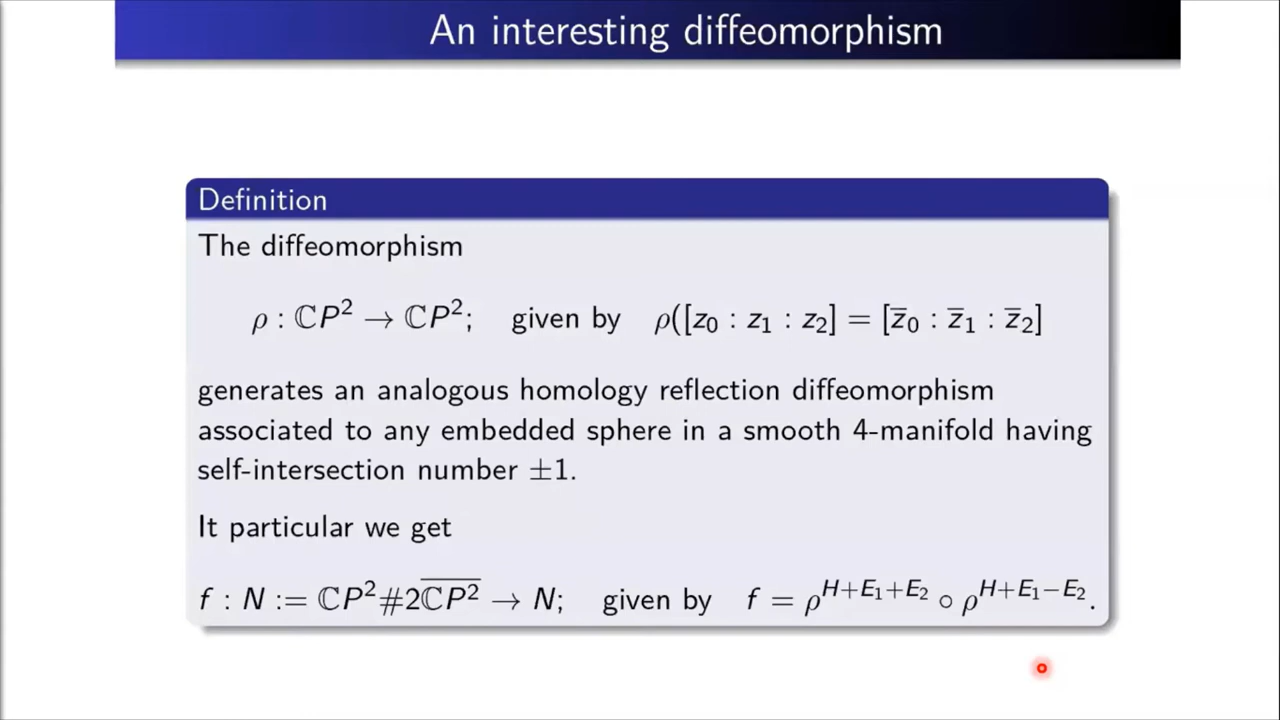 An interesting diffeomorphism
Definition
The diffeomorphism
ρ : ℂP² → ℂP²; given by ρ([z₀ : z₁ : z₂] = [z̅₀ : z̅₁ : z̅₂]
generates an analogous homology reflection diffeomorphism
associated to any embedded sphere in a smooth 4-manifold having
self-intersection number ±1.
It particular we get
f : N := ℂP²#2\overline{ℂP²} → N; given by f = ρ^{H+E₁+E₂} ∘ ρ^{H+E₁−E₂}.